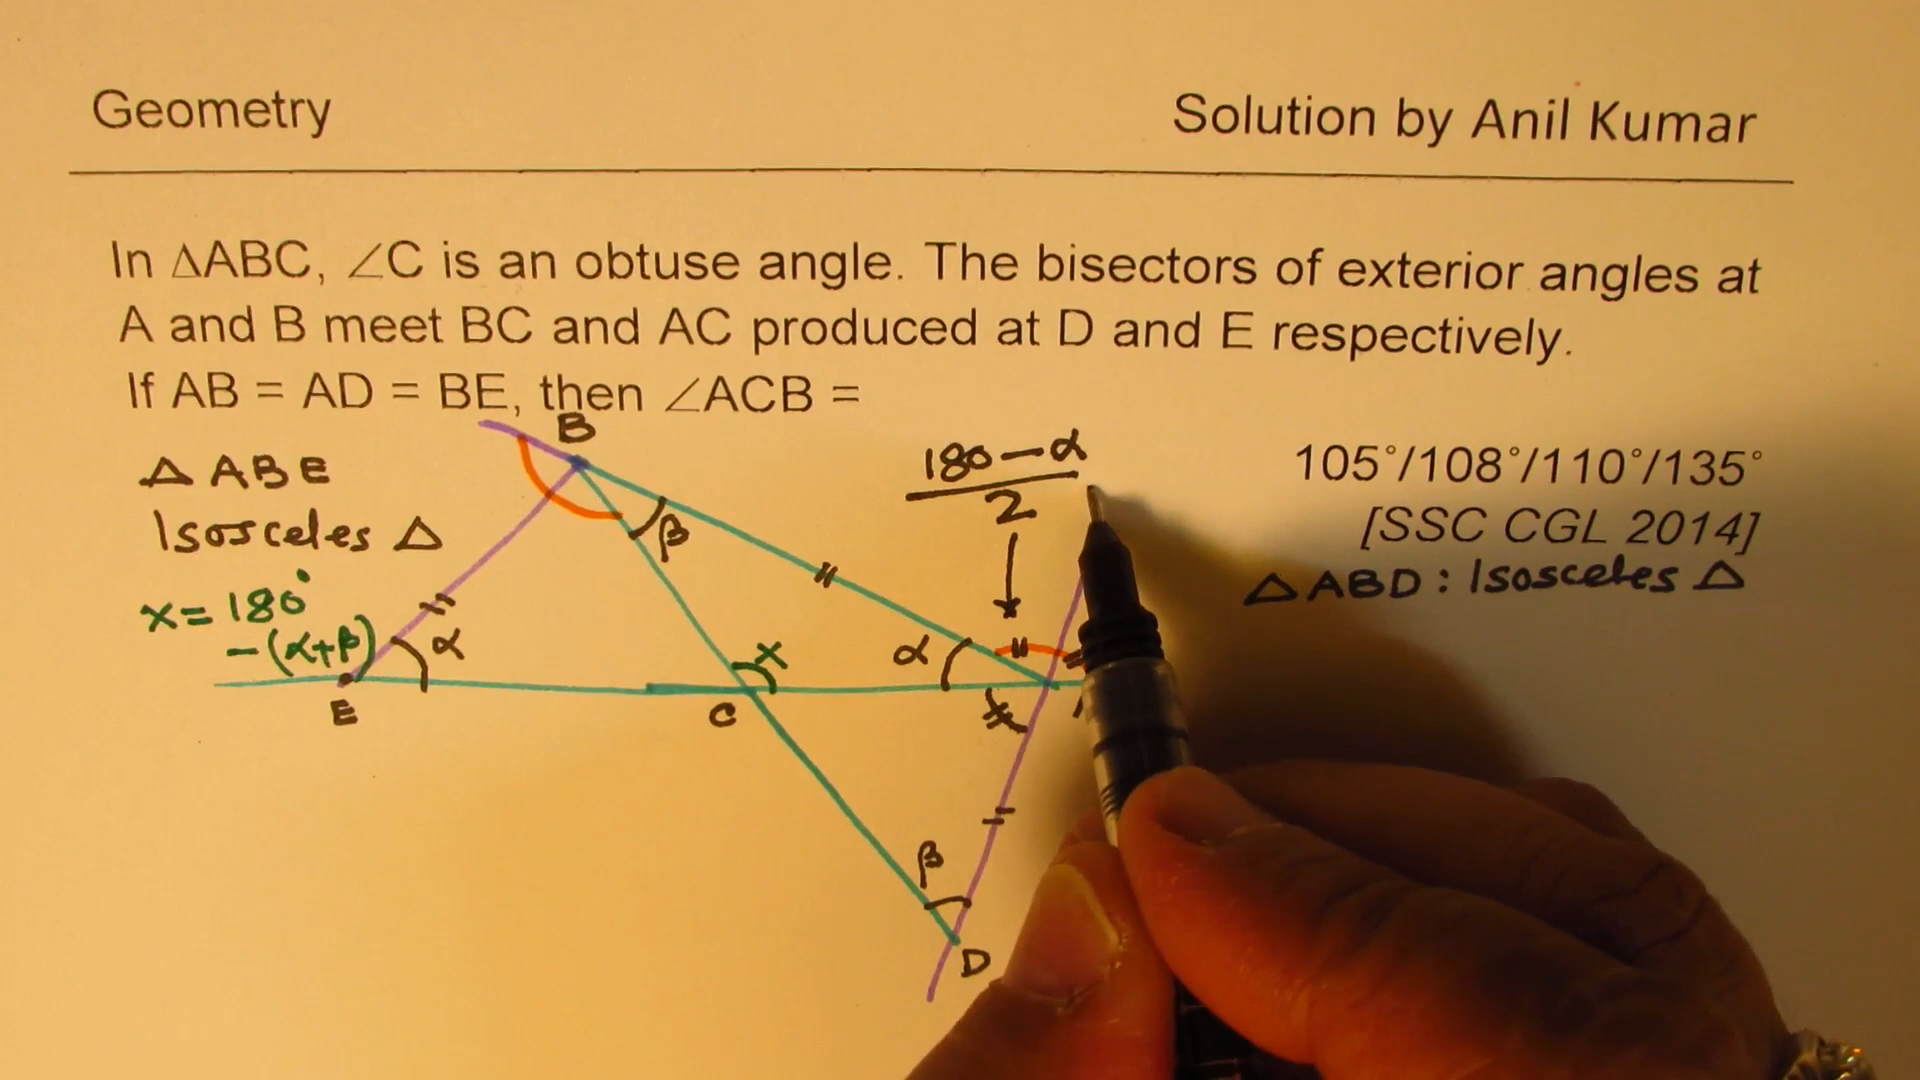 Geometry
Solution by Anil Kumar
In ΔABC, ∠C is an obtuse angle. The bisectors of exterior angles at
A and B meet BC and AC produced at D and E respectively.
If AB = AD = BE, then ∠ACB =
105°/108°/110°/135°
[SSC CGL 2014]
B
Δ ABE
Isosceles Δ
x = 180°
-(α+β)
180-α
2
Δ ABD : Isosceles Δ
β
α
x
α
E
C
β
D